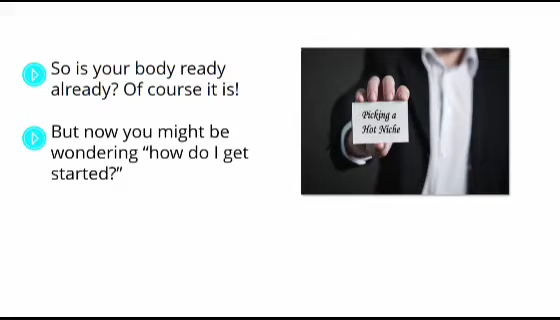 So is your body ready
already? Of course it is!
But now you might be
wondering “how do I get
started?”
Picking a
Hot Niche